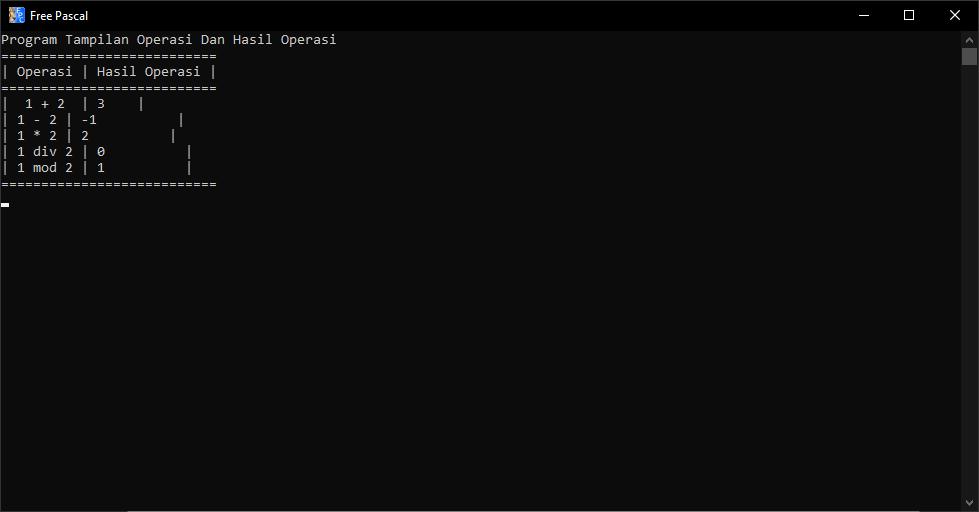 Free Pascal
Program Tampilan Operasi Dan Hasil Operasi
===========================
| Operasi | Hasil Operasi |
===========================
|  1 + 2  | 3    |
| 1 - 2 | -1          |
| 1 * 2 | 2          |
| 1 div 2 | 0          |
| 1 mod 2 | 1          |
===========================